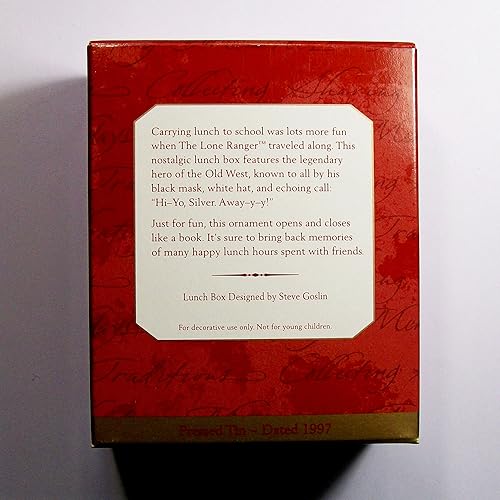 Collecting Sharing
Carrying lunch to school was lots more fun
when The Lone Ranger™ traveled along. This
nostalgic lunch box features the legendary
hero of the Old West, known to all by his
black mask, white hat, and echoing call:
“Hi–Yo, Silver. Away–y–y!”
Just for fun, this ornament opens and closes
like a book. It’s sure to bring back memories
of many happy lunch hours spent with friends.
Lunch Box Designed by Steve Goslin
For decorative use only. Not for young children.
Traditions Collecting
Pressed Tin ~ Dated 1997